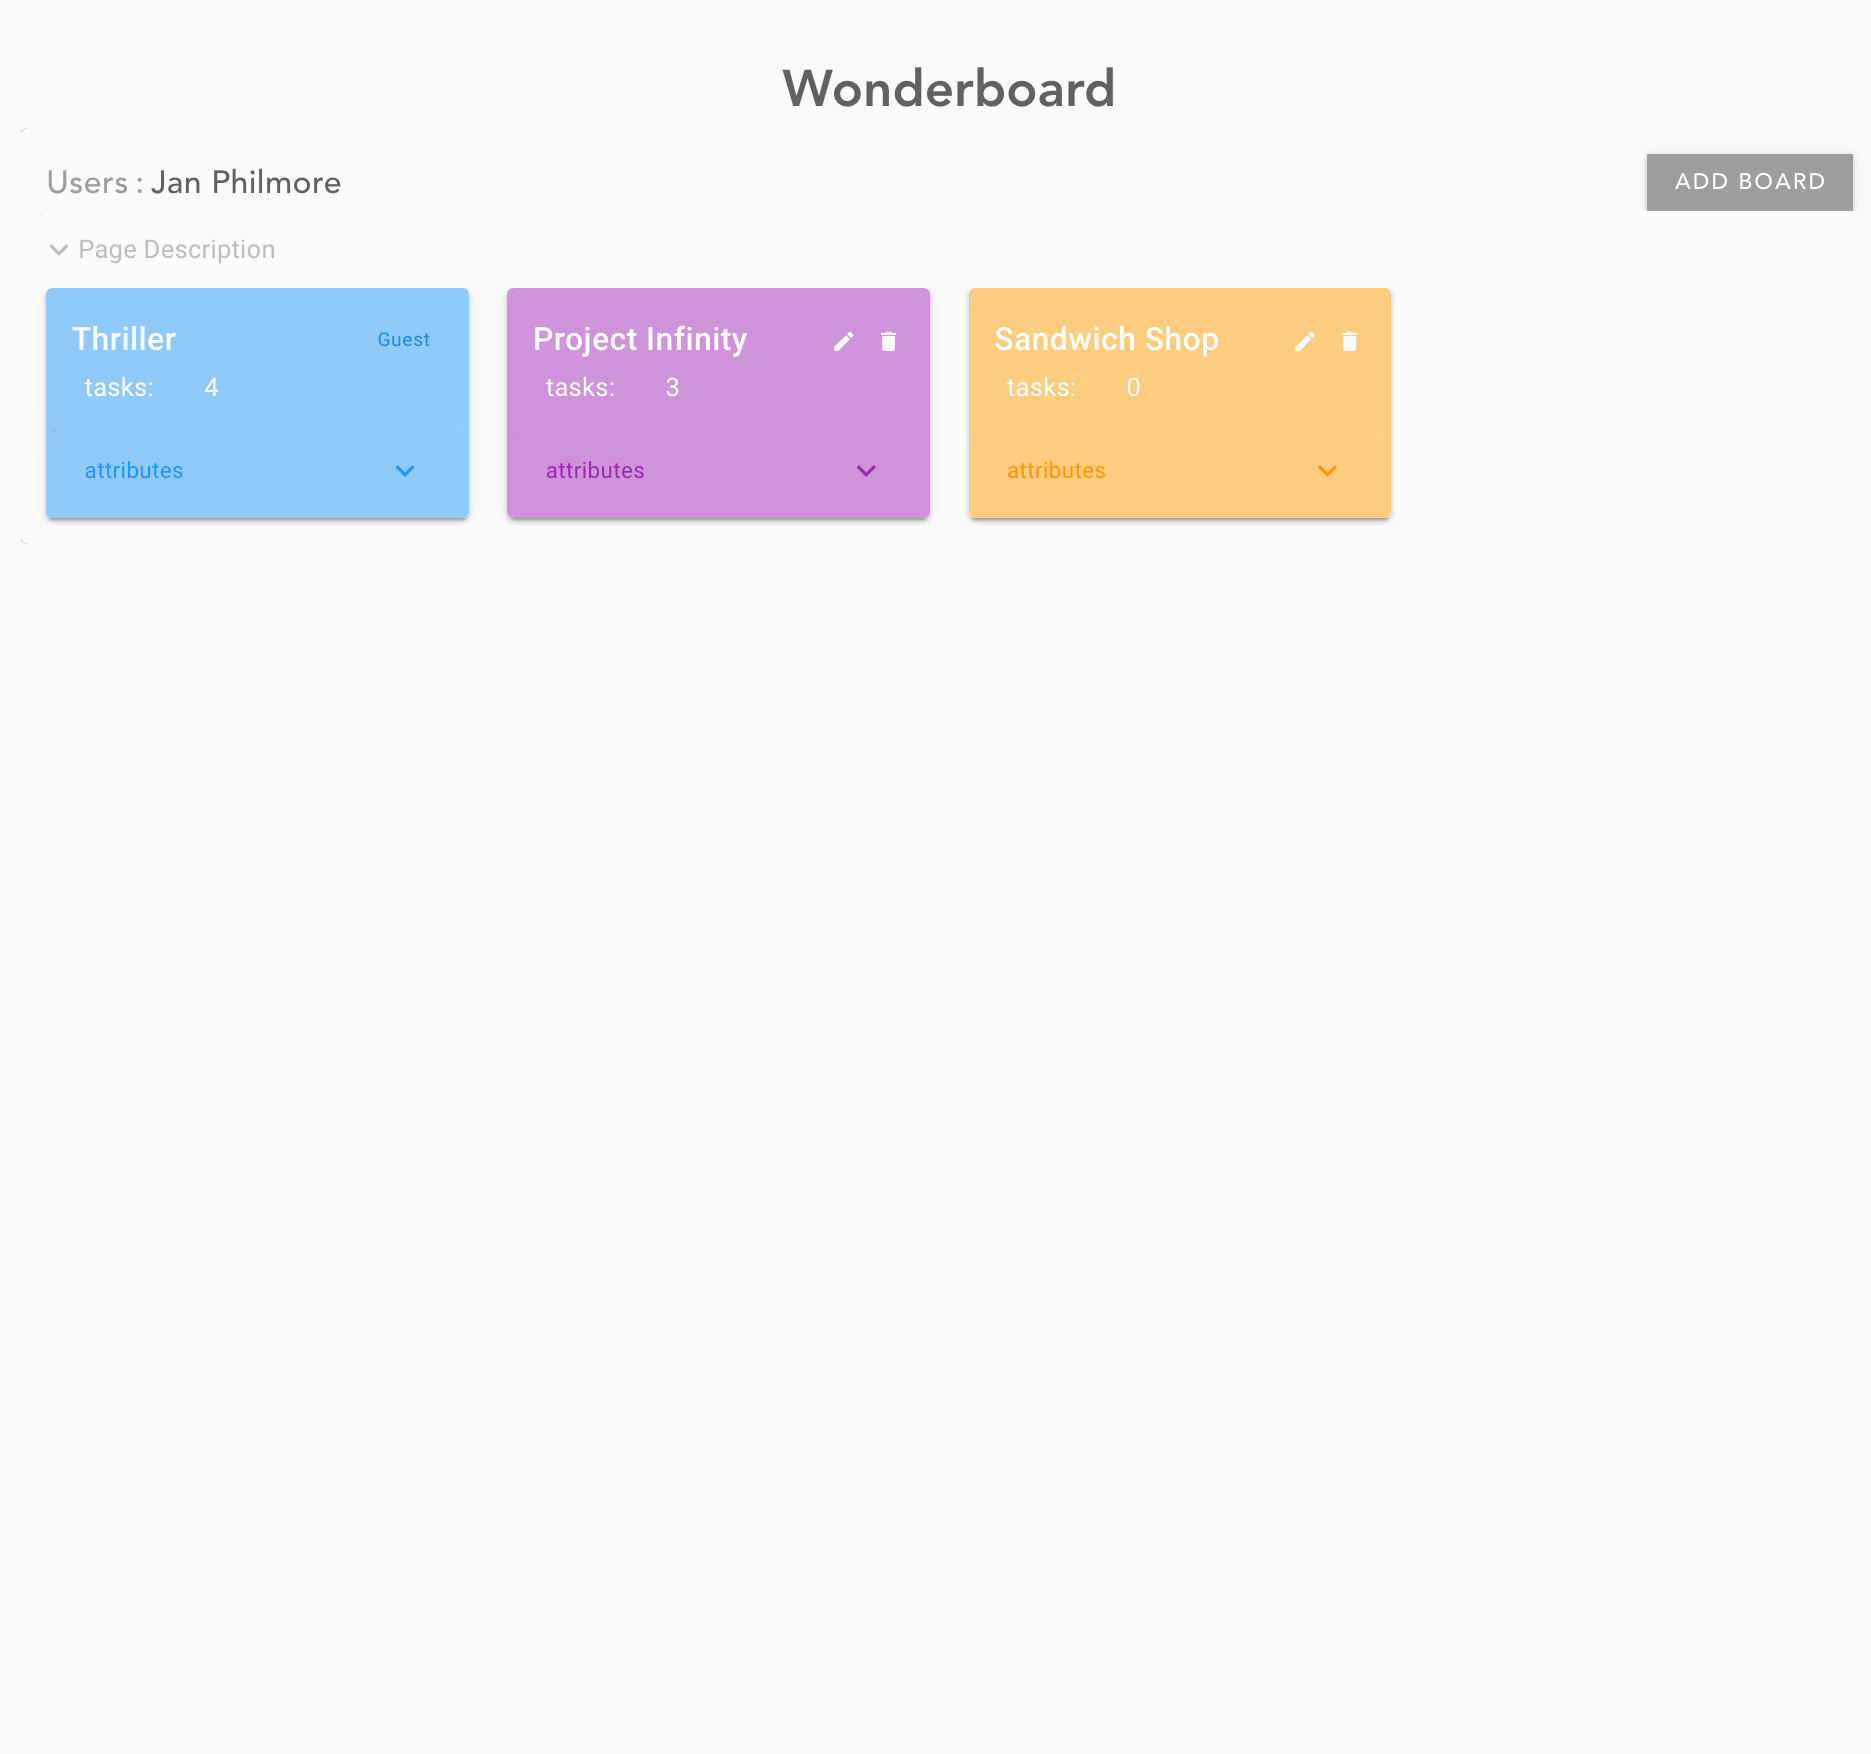 Wonderboard
Users : Jan Philmore
ADD BOARD
Page Description
Thriller
Guest
tasks: 4
attributes
Project Infinity
tasks: 3
attributes
Sandwich Shop
tasks: 0
attributes